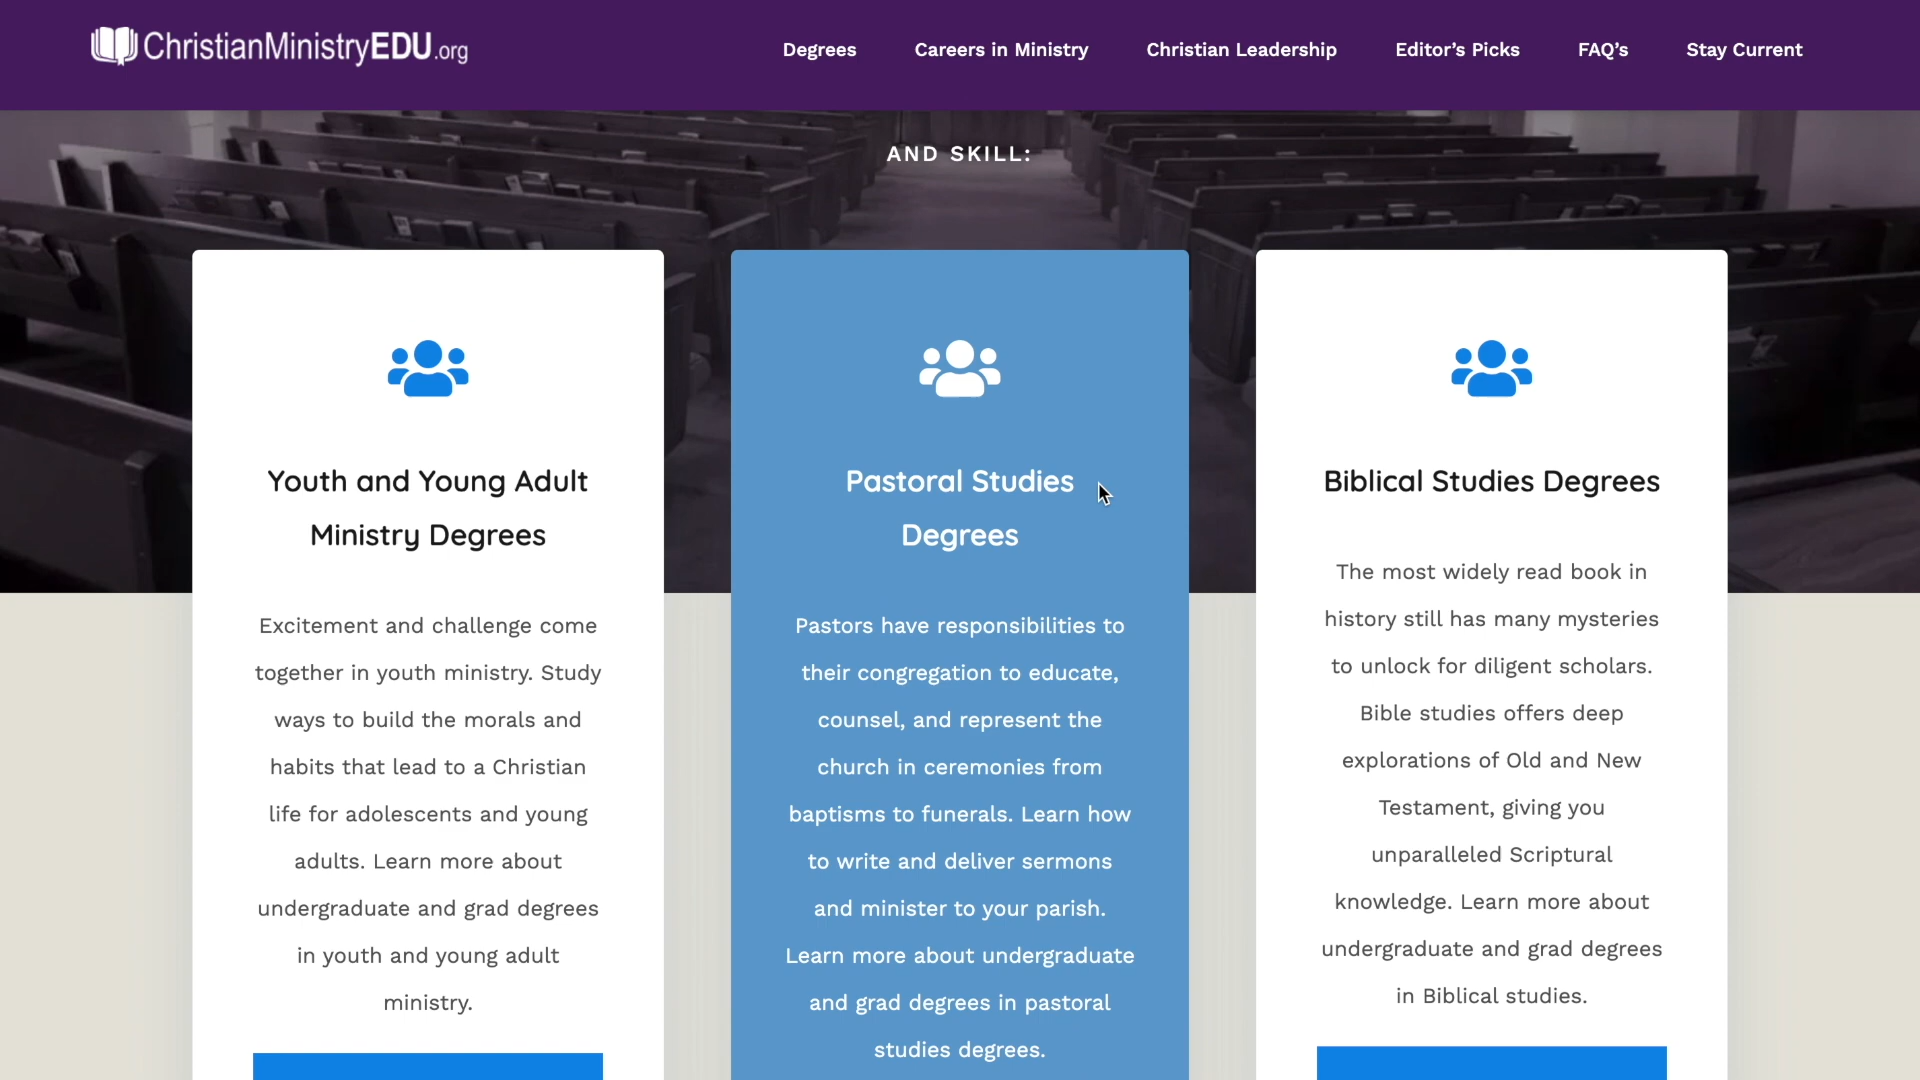 ChristianMinistryEDU.org
Degrees
Careers in Ministry
Christian Leadership
Editor’s Picks
FAQ’s
Stay Current
AND SKILL:
Youth and Young Adult
Ministry Degrees
Excitement and challenge come
together in youth ministry. Study
ways to build the morals and
habits that lead to a Christian
life for adolescents and young
adults. Learn more about
undergraduate and grad degrees
in youth and young adult
ministry.
Pastoral Studies
Degrees
Pastors have responsibilities to
their congregation to educate,
counsel, and represent the
church in ceremonies from
baptisms to funerals. Learn how
to write and deliver sermons
and minister to your parish.
Learn more about undergraduate
and grad degrees in pastoral
studies degrees.
Biblical Studies Degrees
The most widely read book in
history still has many mysteries
to unlock for diligent scholars.
Bible studies offers deep
explorations of Old and New
Testament, giving you
unparalleled Scriptural
knowledge. Learn more about
undergraduate and grad degrees
in Biblical studies.